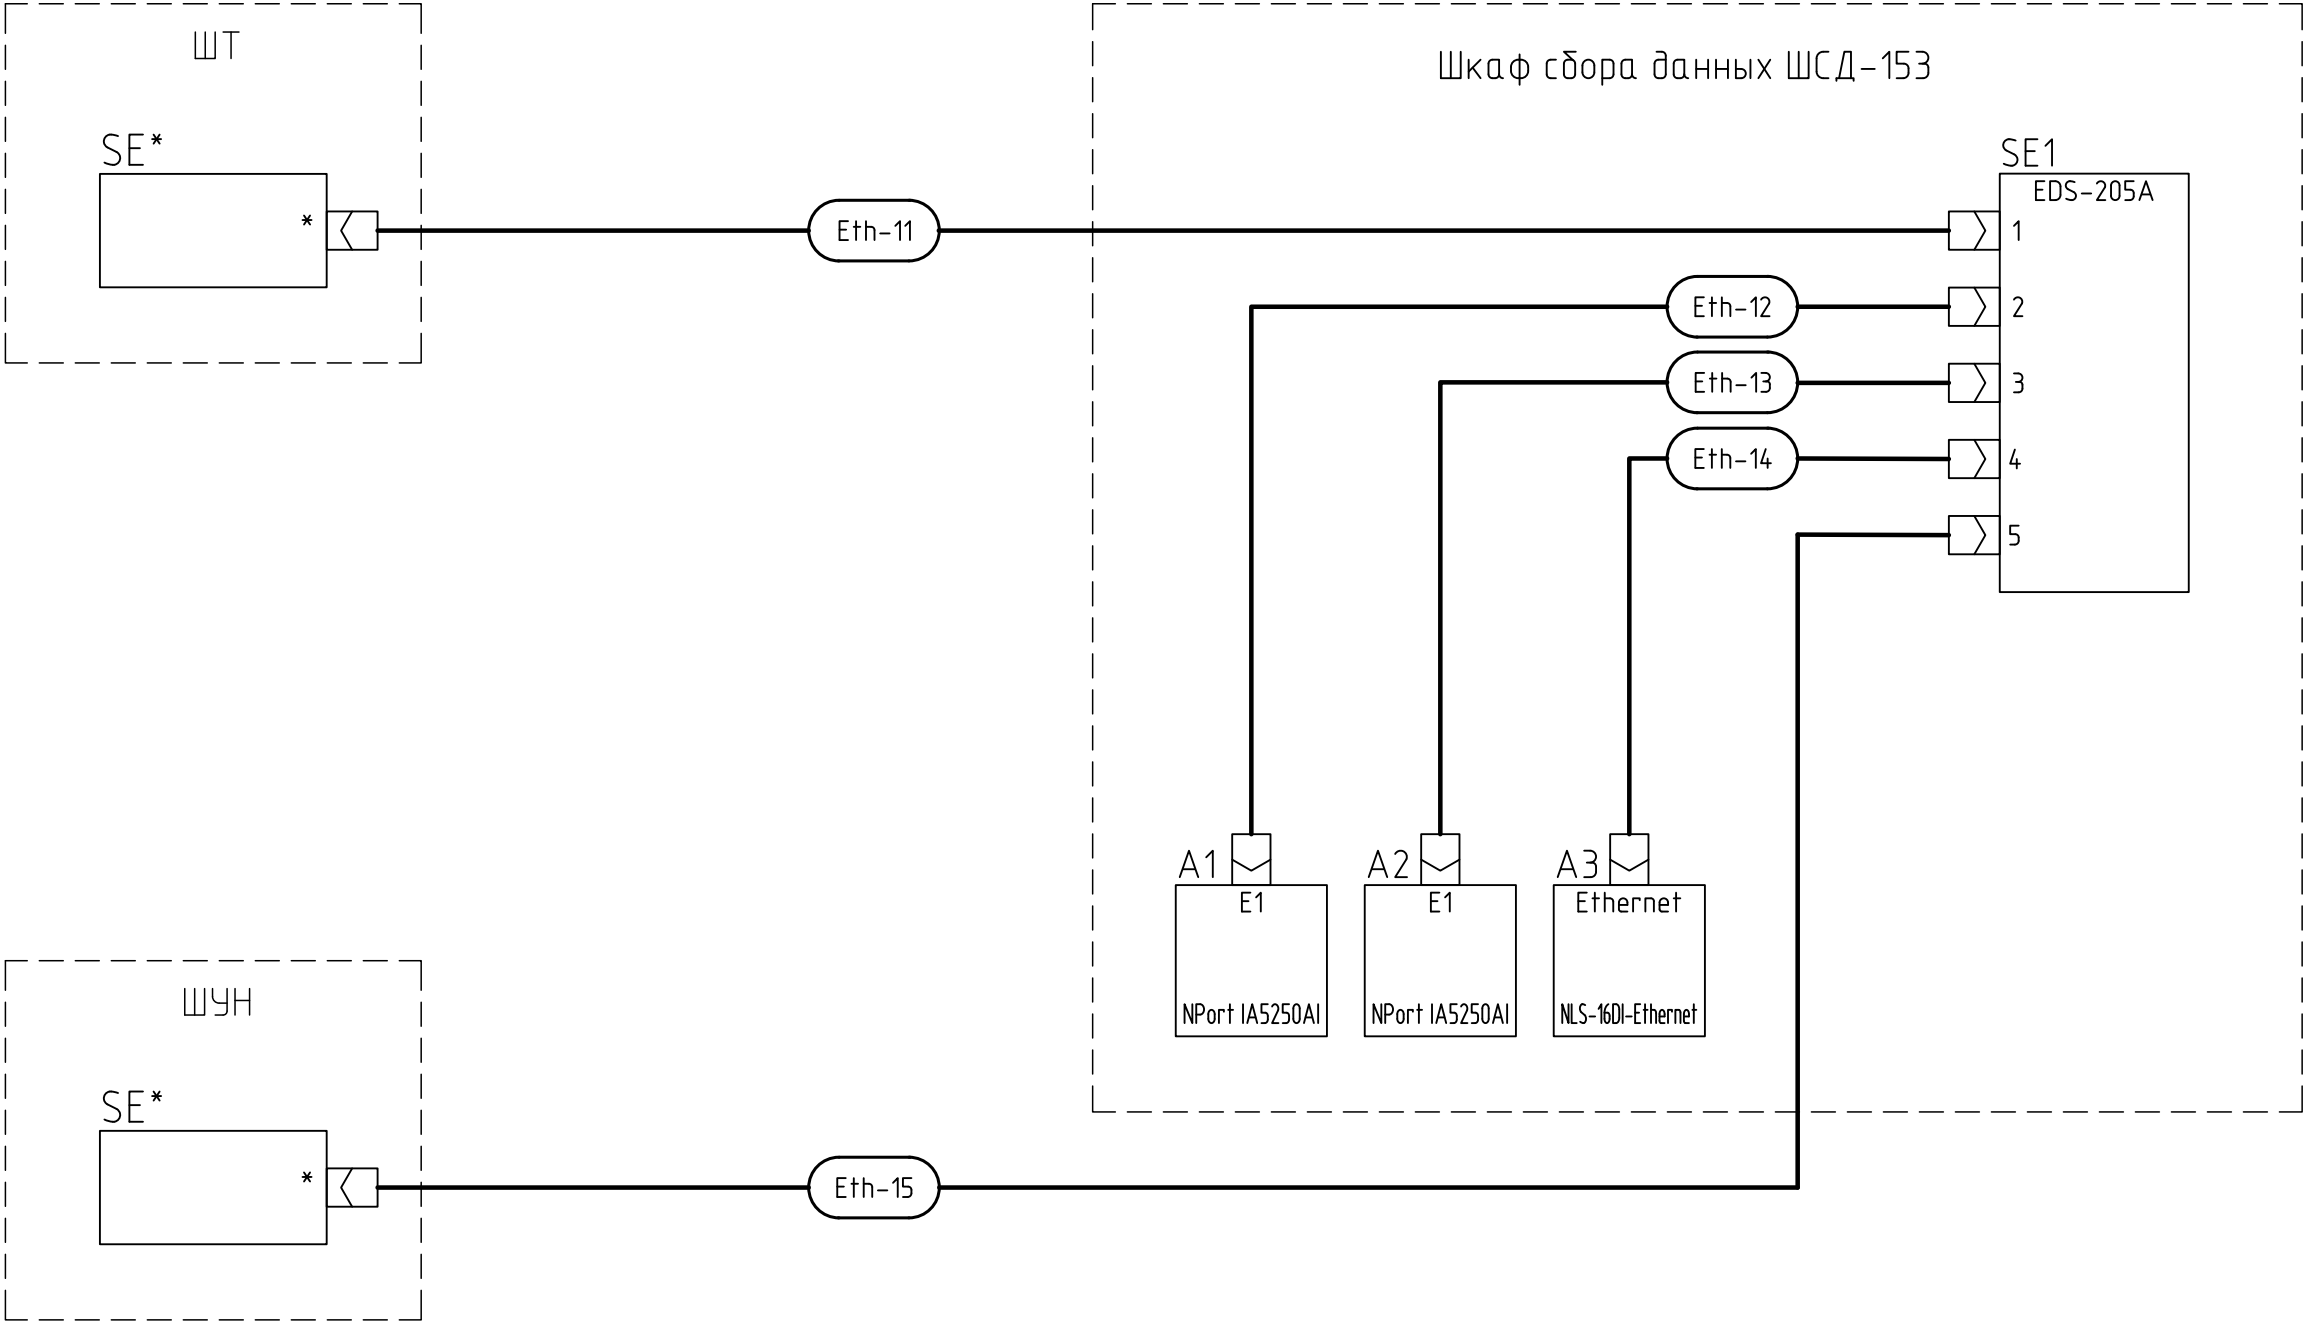 ШТ
SE*
*
Eth-11
Шкаф сбора данных ШСД-153
SE1
EDS-205A
1
Eth-12
2
Eth-13
3
Eth-14
4
5
A1
E1
NPort IA5250AI
A2
E1
NPort IA5250AI
A3
Ethernet
NLS-16DI-Ethernet
ШУН
SE*
*
Eth-15